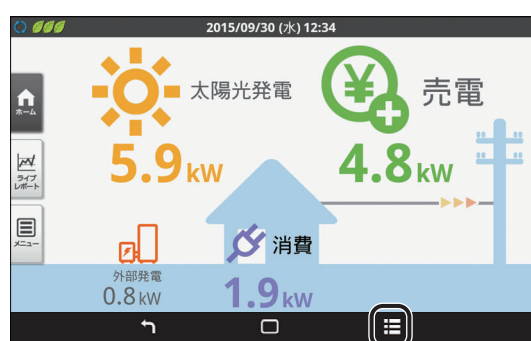 2015/09/30 (水) 12:34
太陽光発電
5.9kW
売電
4.8kW
ホーム
ライブ
レポート
メニュー
外部発電
0.8kW
消費
1.9kW